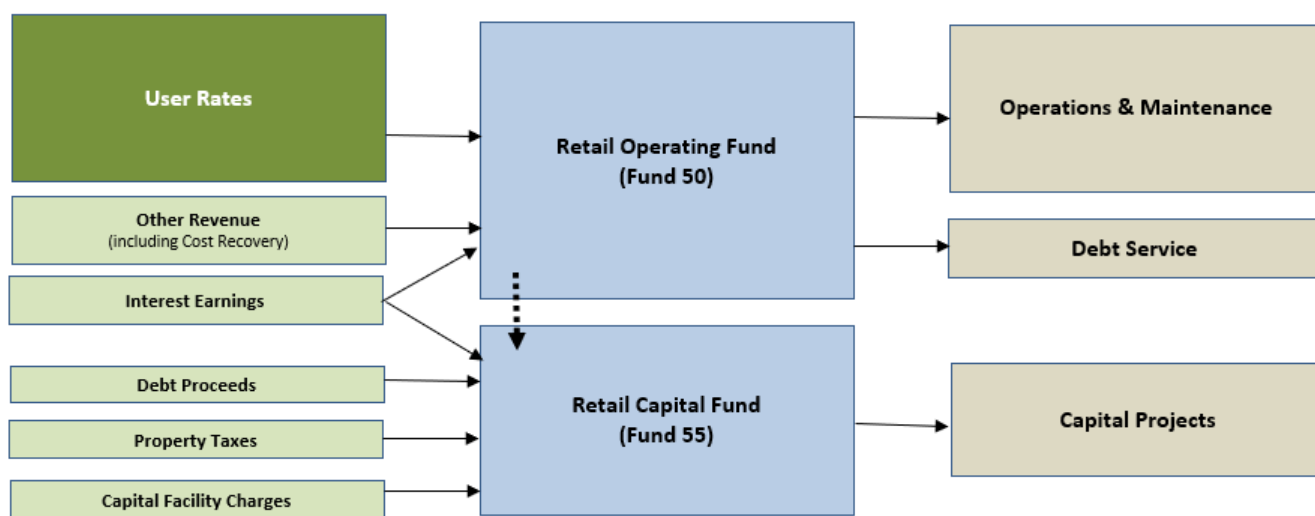 User Rates
Other Revenue
(including Cost Recovery)
Interest Earnings
Debt Proceeds
Property Taxes
Capital Facility Charges
Retail Operating Fund
(Fund 50)
Retail Capital Fund
(Fund 55)
Operations & Maintenance
Debt Service
Capital Projects